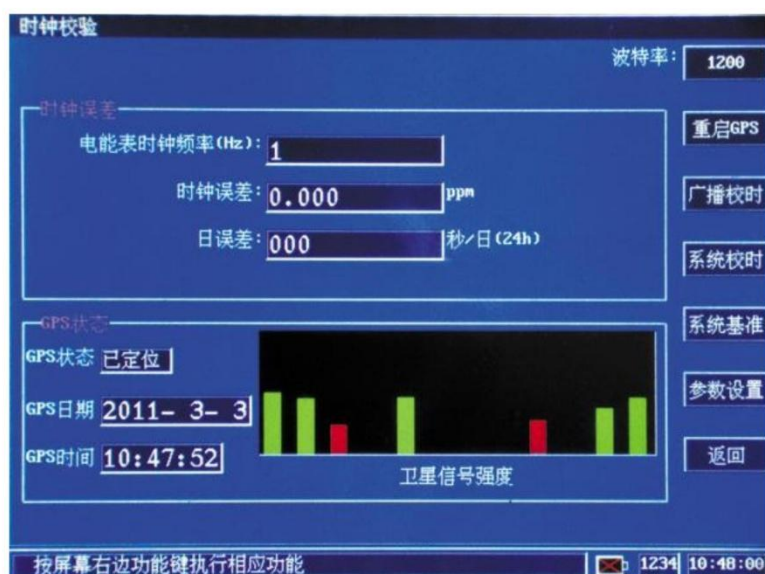 时钟校验
波特率: 1200
时钟误差
电能表时钟频率(Hz): 1
时钟误差: 0.000 ppm
日误差: 000 秒/日(24h)
重启GPS
广播校时
系统校时
系统基准
参数设置
返回
GPS状态
GPS状态 已定位
GPS日期 2011- 3- 3
GPS时间 10:47:52
卫星信号强度
按屏幕右边功能键执行相应功能
1234 10:48:00